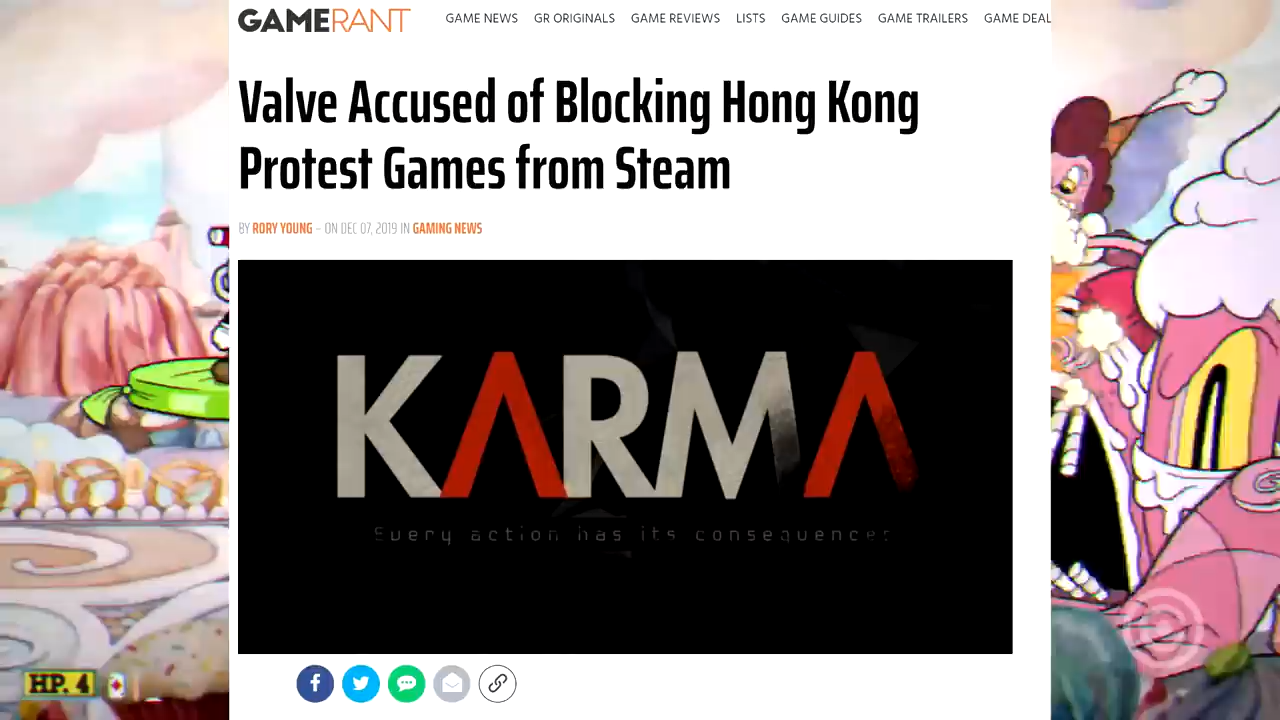 GAMERANT
GAME NEWS GR ORIGINALS GAME REVIEWS LISTS GAME GUIDES GAME TRAILERS GAME DEAL
Valve Accused of Blocking Hong Kong
Protest Games from Steam
BY RORY YOUNG – ON DEC 07, 2019 IN GAMING NEWS
KARMA
Every action has its consequences
HP. 4